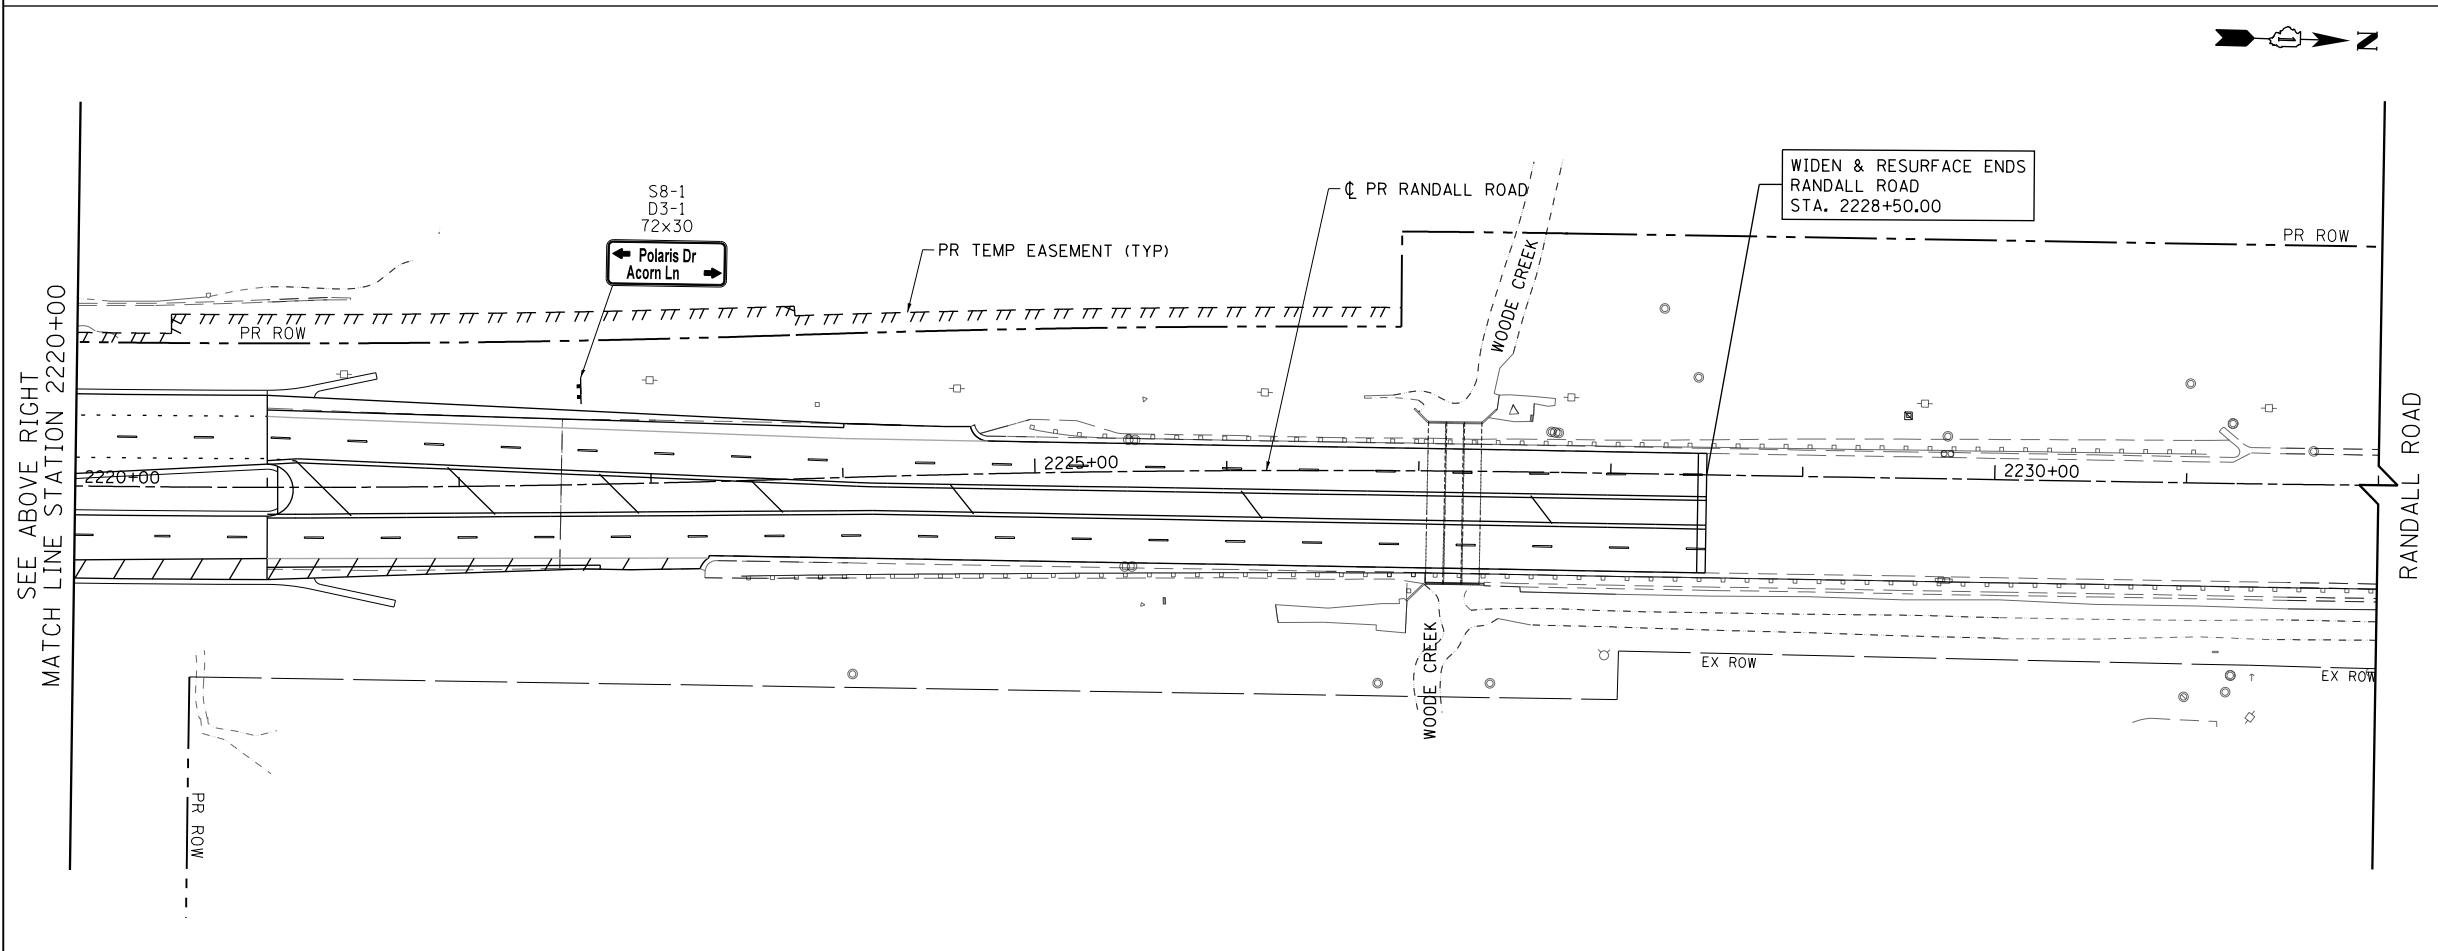 N
SEE ABOVE RIGHT
MATCH LINE STATION 2220+00
S8-1
D3-1
72x30
Polaris Dr
Acorn Ln
PR TEMP EASEMENT (TYP)
℄ PR RANDALL ROAD
WOODE CREEK
WIDEN & RESURFACE ENDS
RANDALL ROAD
STA. 2228+50.00
PR ROW
PR ROW
2220+00
2225+00
2230+00
RANDALL ROAD
WOODE CREEK
EX ROW
EX ROW
PR ROW